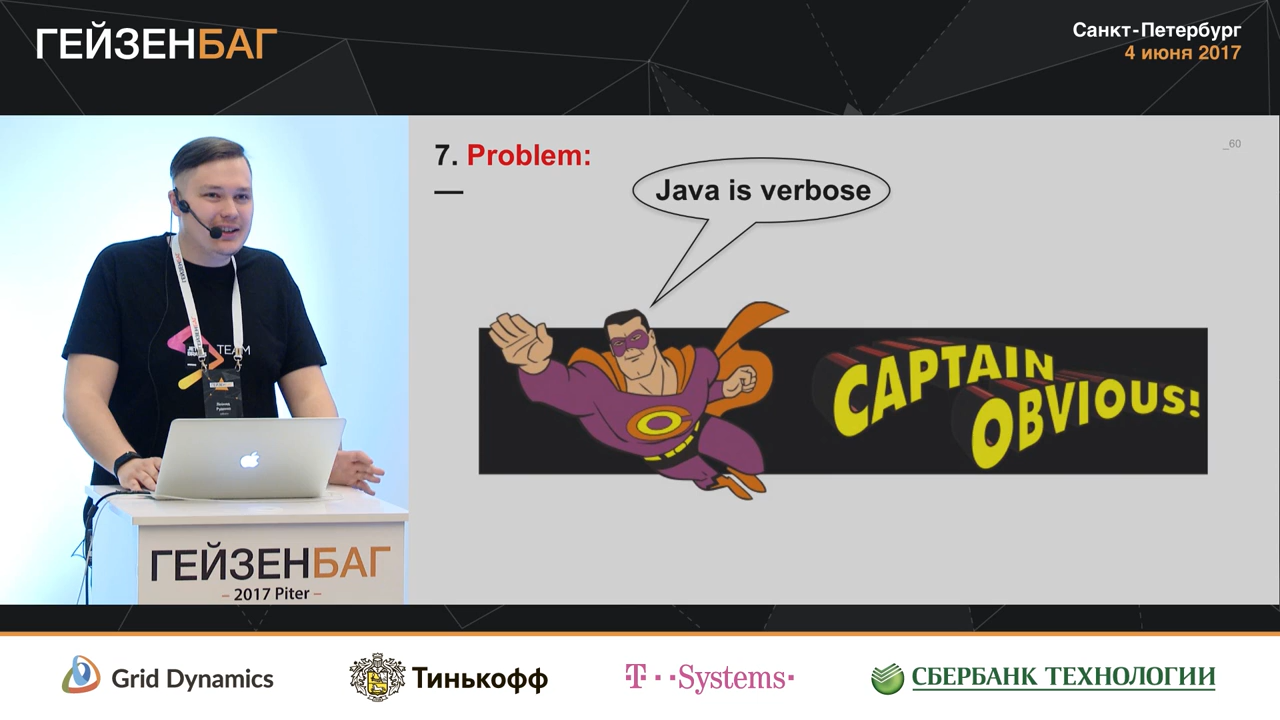 ГЕЙЗЕНБАГ
Санкт-Петербург
4 июня 2017
7. Problem:
—
_60
Java is verbose
CAPTAIN
OBVIOUS!
TEAM
ГЕЙЗЕНБАГ
- 2017 Piter -
Grid Dynamics
Тинькофф
T··Systems·
СБЕРБАНК ТЕХНОЛОГИИ